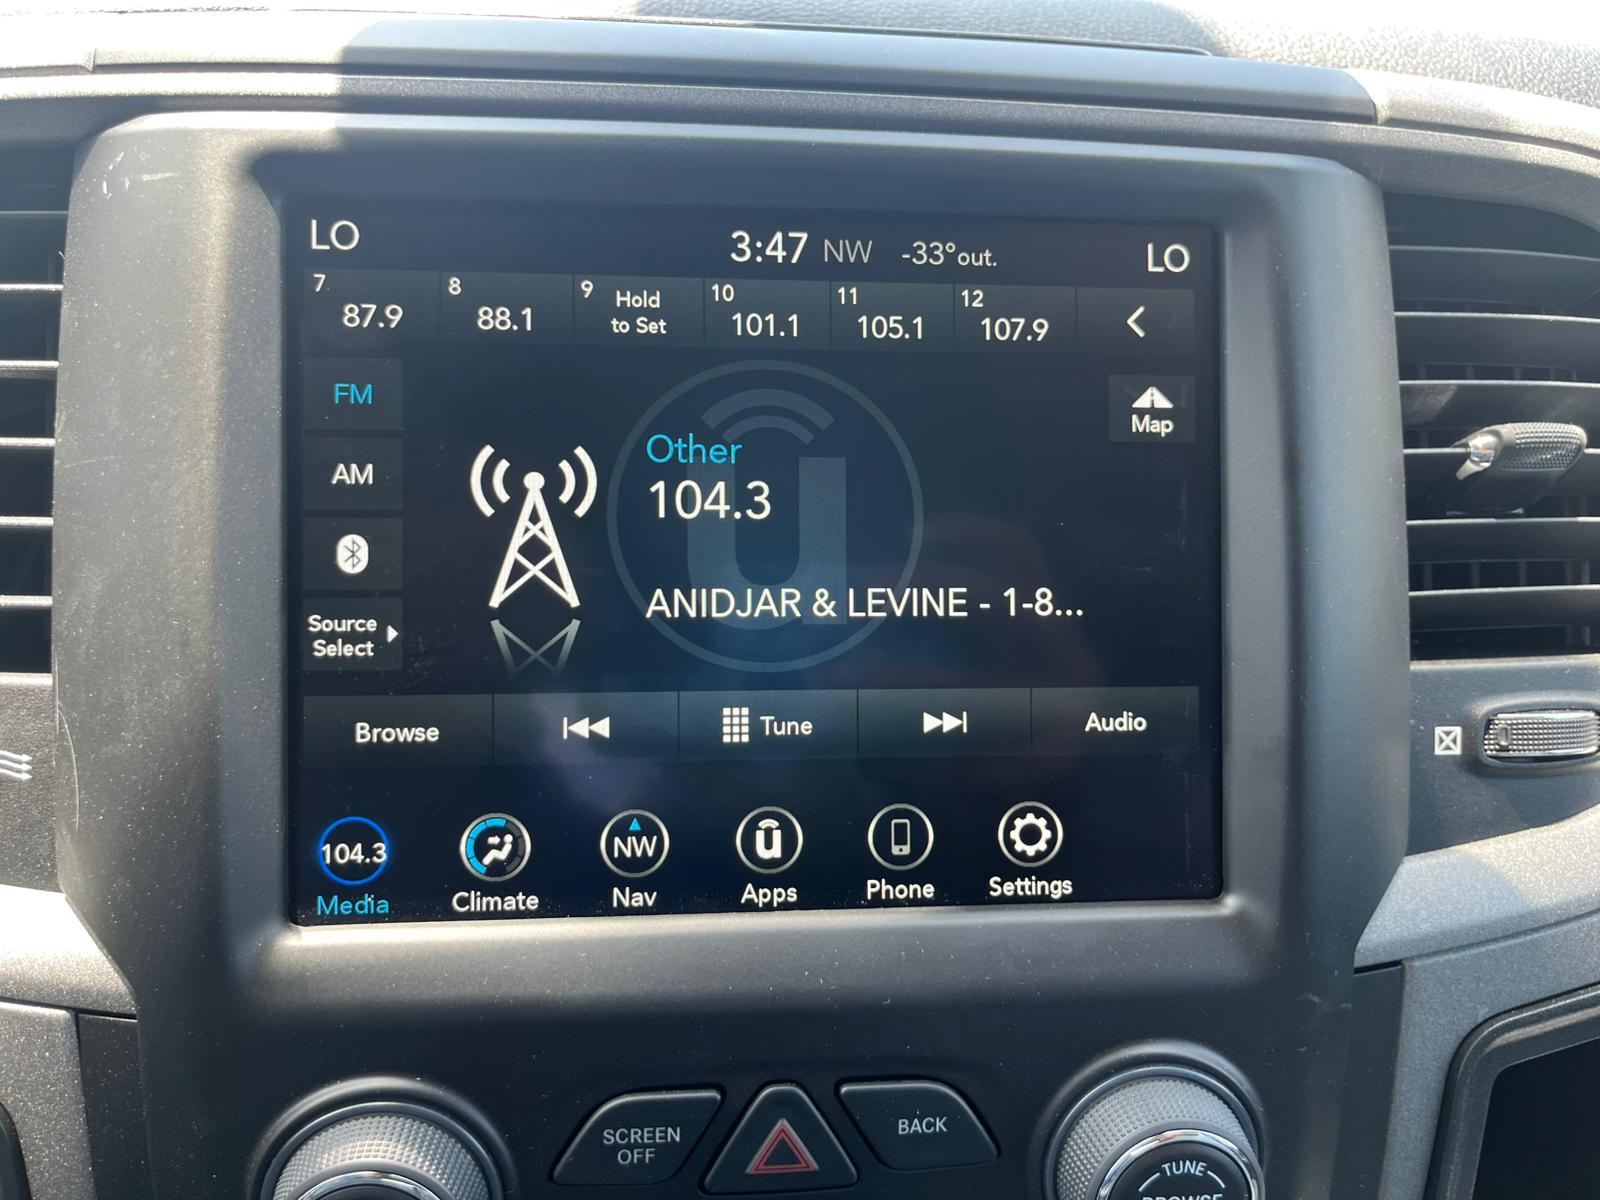 LO
3:47 NW -33°out.
LO
7 87.9
8 88.1
9 Hold
to Set
10 101.1
11 105.1
12 107.9
FM
AM
Source
Select
Map
Other
104.3
ANIDJAR & LEVINE - 1-8...
Browse
Tune
Audio
104.3
Media
Climate
NW
Nav
Apps
Phone
Settings
SCREEN
OFF
BACK
TUNE
BROWSE